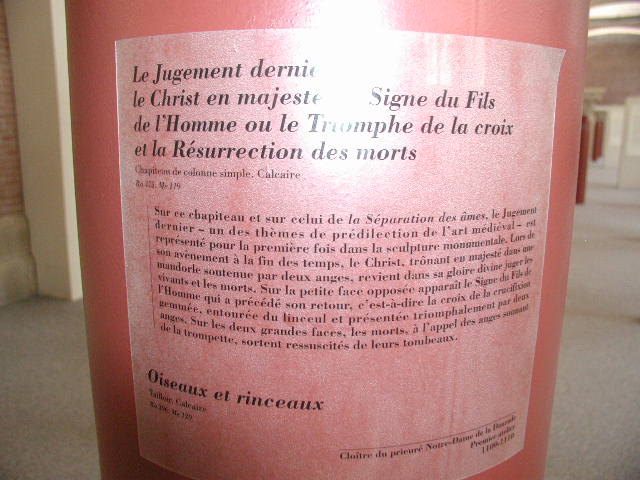 Le Jugement
le Christ en majesté Signe du Fils
de l'Homme ou le Triomphe de la croix
et la Résurrection des morts
Chapiteau de colonne simple. Calcaire
Sur ce chapiteau et sur celui de la Séparation des âmes, le Jugement
dernier – un des thèmes de prédilection de l'art médiéval – est
représenté pour la première fois dans la sculpture monumentale. Lors de
son avènement à la fin des temps, le Christ, trônant en majesté dans une
mandorle soutenue par deux anges, revient dans sa gloire divine juger les
vivants et les morts. Sur la petite face opposée apparaît le Signe du Fils de
l'Homme qui a précédé son retour, c'est-à-dire la croix de la crucifixion
gemmée, entourée du linceul et présentée triomphalement par deux
anges. Sur les deux grandes faces, les morts, à l'appel des anges sonnant
de la trompette, sortent ressuscités de leurs tombeaux.
Oiseaux et rinceaux
Tailloir. Calcaire
Cloître du prieuré Notre-Dame de la Daurade
Premier atelier
1100-1110